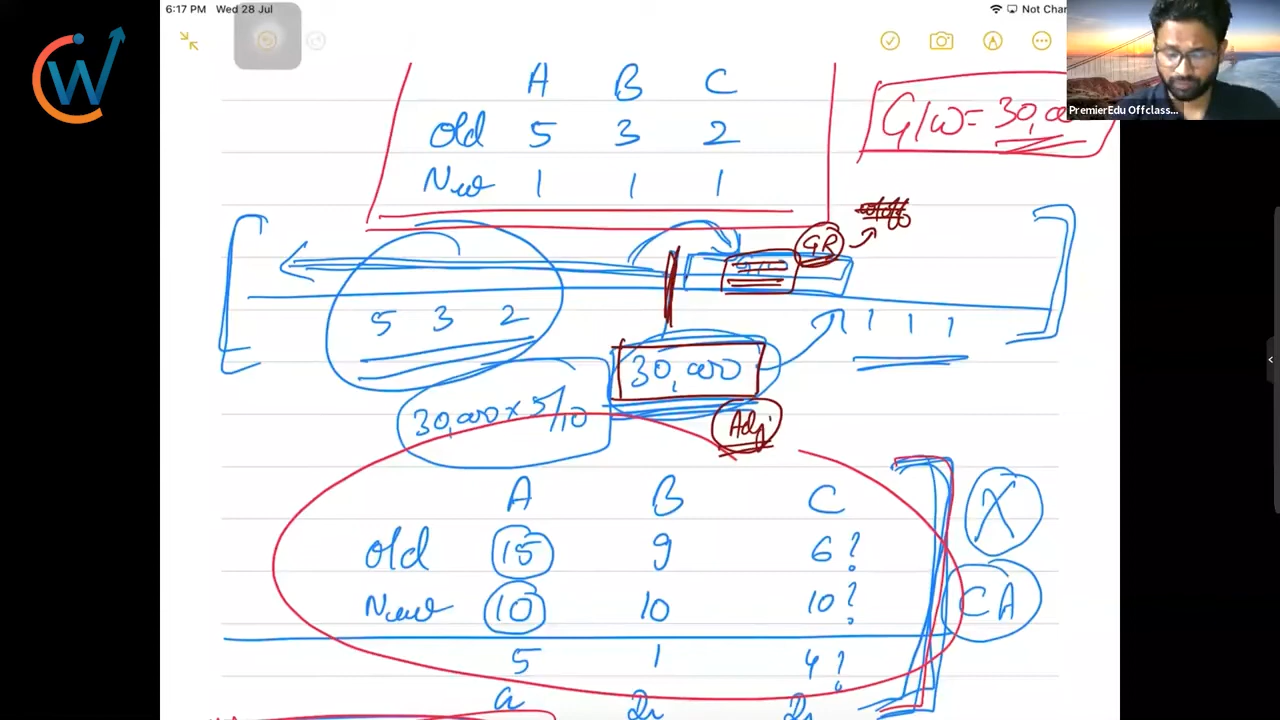 6:17 PM Wed 28 Jul Not Char
A B C
Old 5 3 2
New 1 1 1
G/W = 30,000
PremierEdu Offclass...
GR
5 3 2
1 1 1
30,000
30,000 × 5/10
Adj
A B C
Old 15 9 6?
New 10 10 10?
5 1 4?
X
CA
W